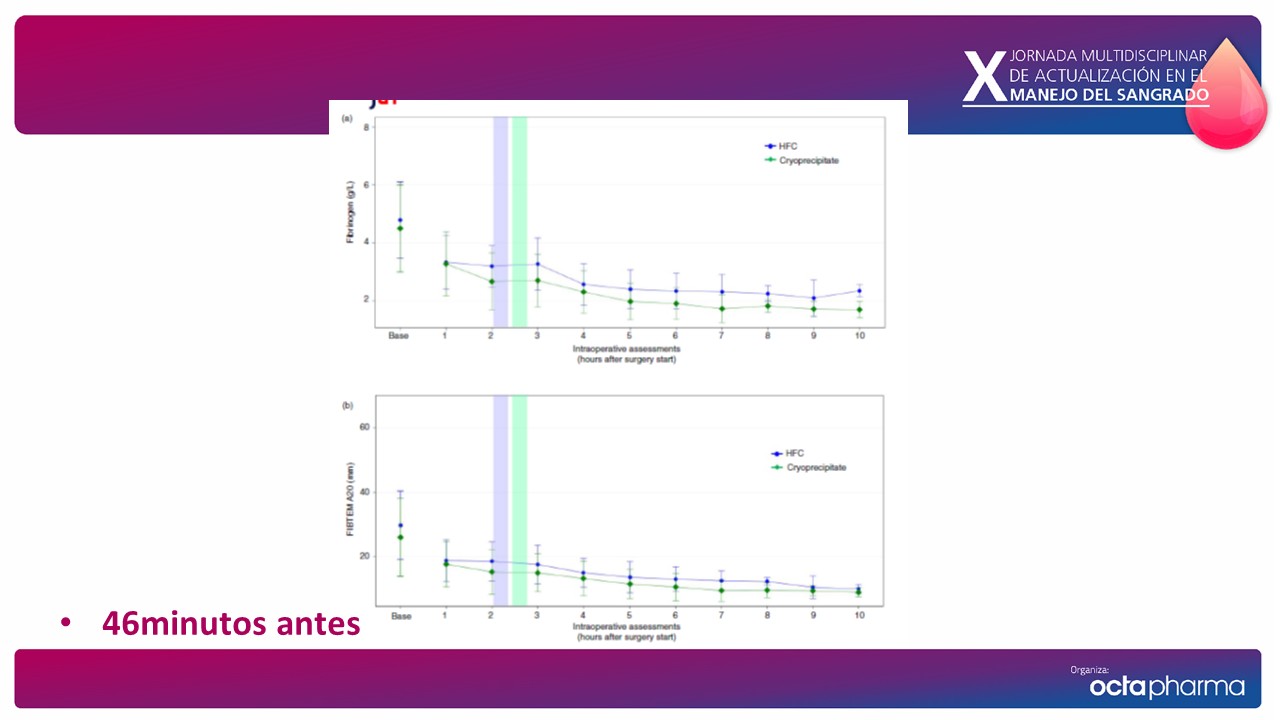 X JORNADA MULTIDISCIPLINAR
DE ACTUALIZACIÓN EN EL
MANEJO DEL SANGRADO
(a)
8
6
4
2
Fibrinogen (g/L)
HFC
Cryoprecipitate
Base 1 2 3 4 5 6 7 8 9 10
Intraoperative assessments
(hours after surgery start)
(b)
60
40
20
FIBTEM A20 (mm)
HFC
Cryoprecipitate
Base 1 2 3 4 5 6 7 8 9 10
Intraoperative assessments
(hours after surgery start)
• 46minutos antes
Organiza:
octapharma